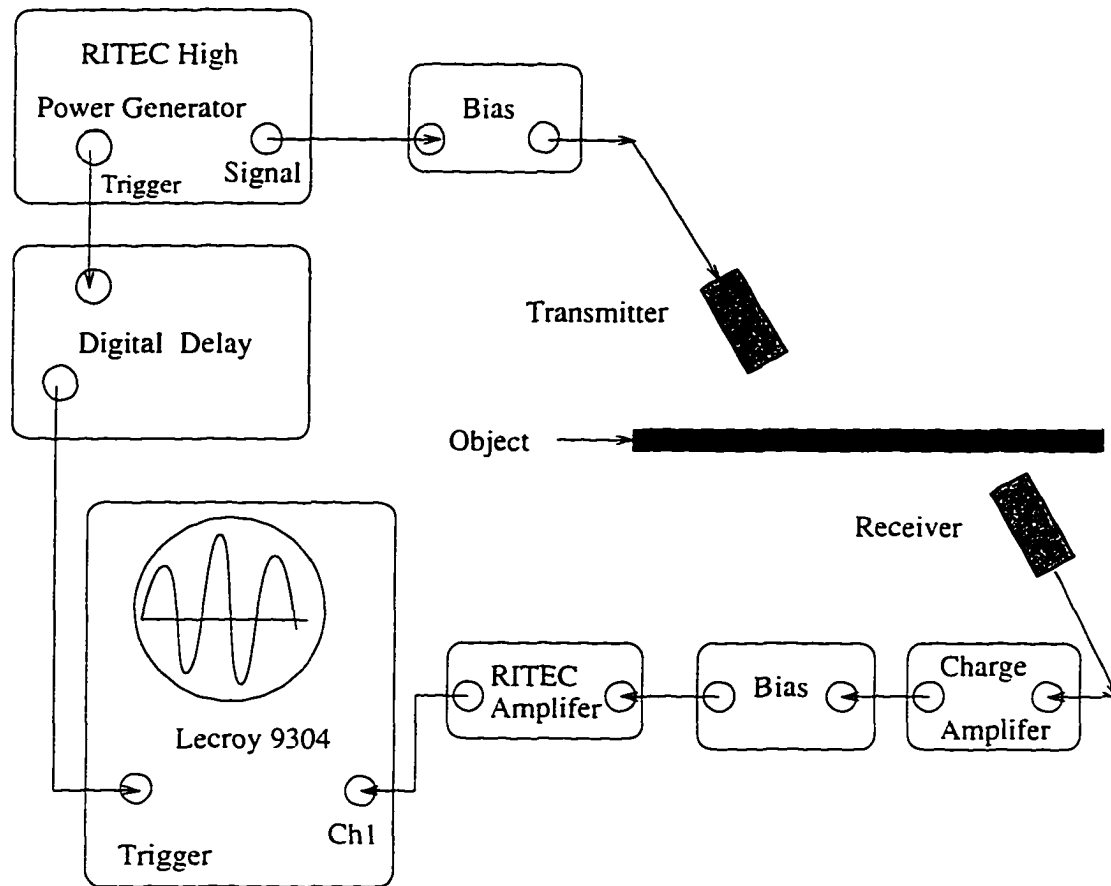 RITEC High
Power Generator
Trigger
Signal
Bias
Digital Delay
Transmitter
Object
Receiver
Lecroy 9304
Trigger
Ch1
RITEC
Amplifer
Bias
Charge
Amplifer